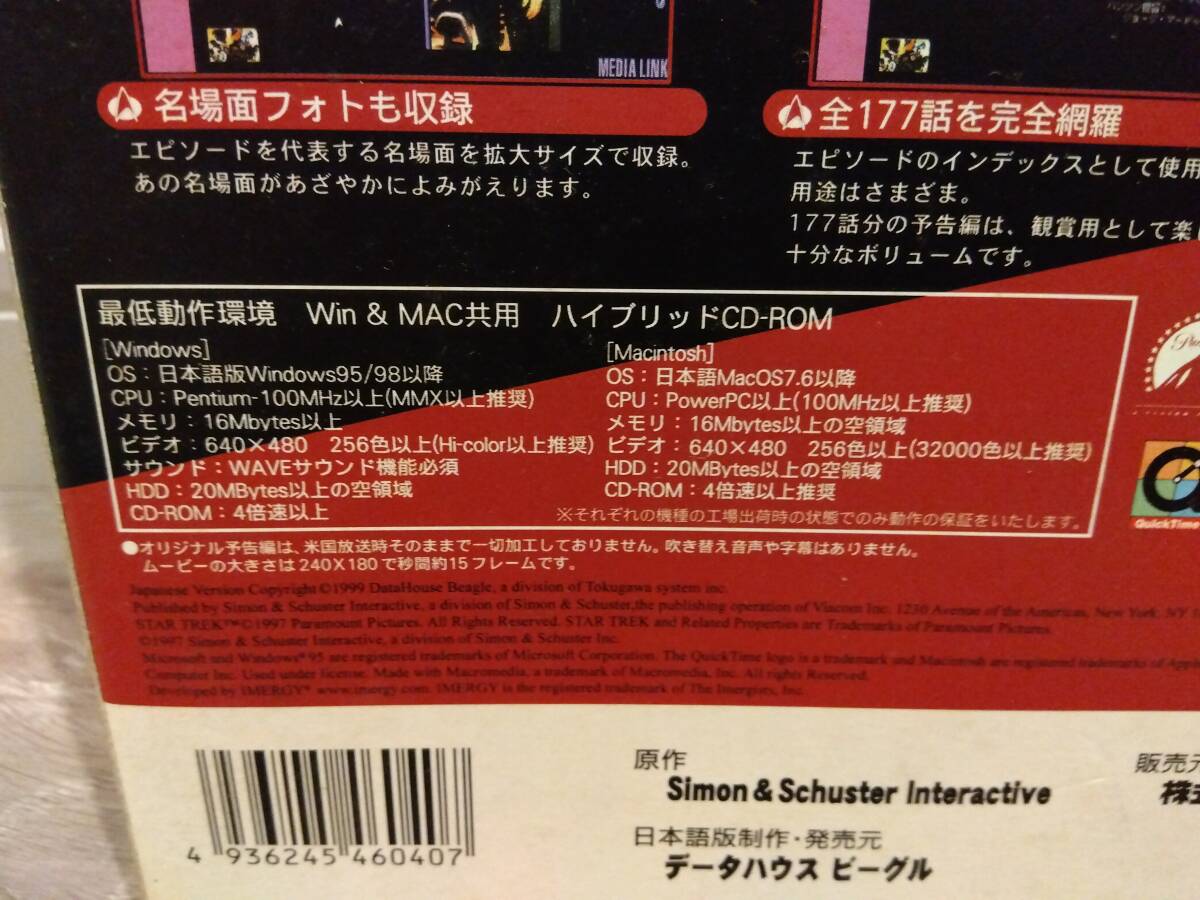 MEDIA LINK
名場面フォトも収録
エピソードを代表する名場面を拡大サイズで収録。
あの名場面があざやかによみがえります。
全177話を完全網羅
エピソードのインデックスとして使用
用途はさまざま。
177話分の予告編は、観賞用として楽し
十分なボリュームです。
最低動作環境 Win & MAC共用 ハイブリッドCD-ROM
[Windows]
OS：日本語版Windows95/98以降
CPU：Pentium-100MHz以上(MMX以上推奨)
メモリ：16Mbytes以上
ビデオ：640×480 256色以上(Hi-color以上推奨)
サウンド：WAVEサウンド機能必須
HDD：20MBytes以上の空領域
CD-ROM：4倍速以上
[Macintosh]
OS：日本語MacOS7.6以降
CPU：PowerPC以上(100MHz以上推奨)
メモリ：16Mbytes以上の空領域
ビデオ：640×480 256色以上(32000色以上推奨)
HDD：20MBytes以上の空領域
CD-ROM：4倍速以上推奨
※それぞれの機種の工場出荷時の状態でのみ動作の保証をいたします。
QuickTime
●オリジナル予告編は、米国放送時そのままで一切加工しておりません。吹き替え音声や字幕はありません。
ムービーの大きさは240×180で秒間約15フレームです。
Japanese Version Copyright©1999 DataHouse Beagle, a division of Tokugawa system inc.
Published by Simon & Schuster Interactive, a division of Simon & Schuster,the publishing operation of Viacom Inc. 1230 Avenue of the Americas, New York, NY
STAR TREK™©1997 Paramount Pictures. All Rights Reserved. STAR TREK and Related Properties are Trademarks of Paramount Pictures.
©1997 Simon & Schuster Interactive, a division of Simon & Schuster Inc.
Microsoft and Windows® 95 are registered trademarks of Microsoft Corporation. The QuickTime logo is a trademark and Macintosh are registered trademarks of Appl
Computer Inc. Used under license. Made with Macromedia, a trademark of Macromedia, Inc. All rights Reserved.
Developed by IMERGY® www.imergy.com. IMERGY is the registered trademark of The Imergists, Inc.
4 936245 460407
原作
Simon & Schuster Interactive
日本語版制作・発売元
データハウス ビーグル
販売元
株式